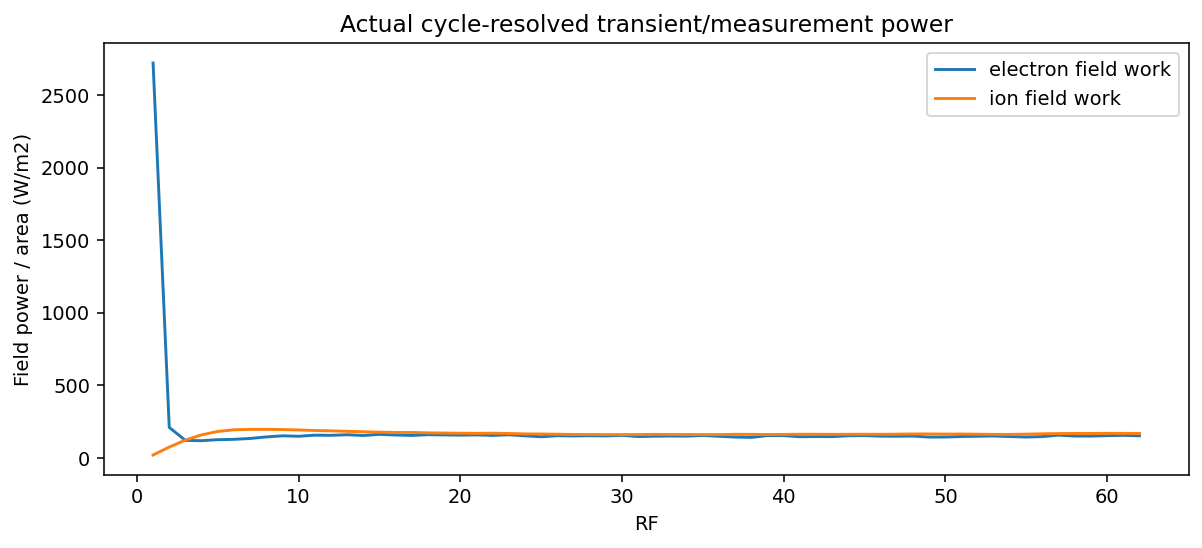 Actual cycle-resolved transient/measurement power
electron field work
ion field work
Field power / area (W/m2)
2500
2000
1500
1000
500
0
0 10 20 30 40 50 60
RF